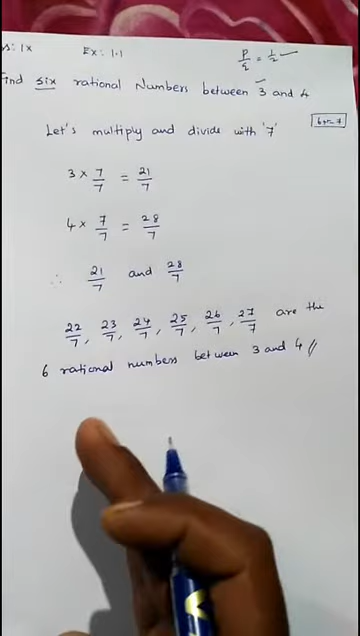 s: IX Ex: 1.1 p/q = 1/2
Find six rational Numbers between 3 and 4
Let's multiply and divide with '7'
3 × 7/7 = 21/7
4 × 7/7 = 28/7
∴ 21/7 and 28/7
22/7, 23/7, 24/7, 25/7, 26/7, 27/7 are the
6 rational numbers between 3 and 4 //